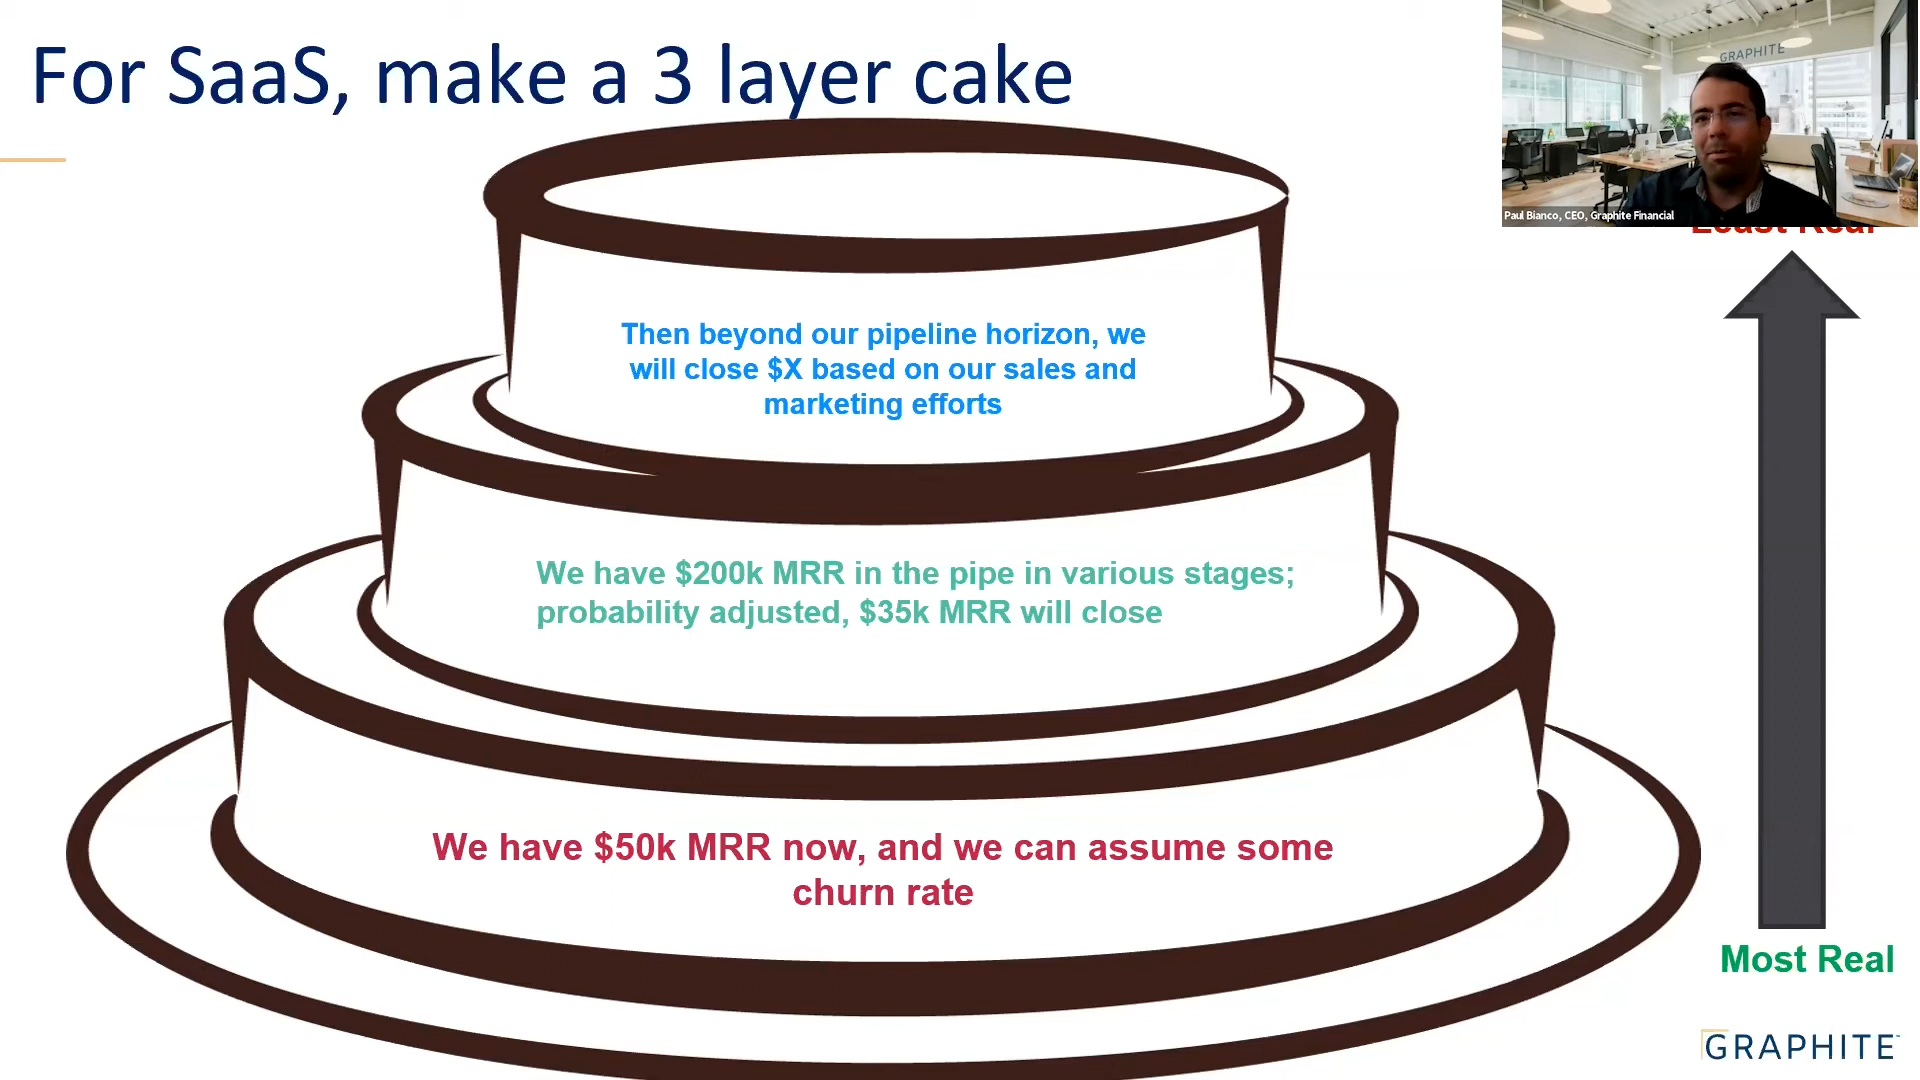 For SaaS, make a 3 layer cake
GRAPHITE
Paul Bianco, CEO, Graphite Financial
Least Real
Then beyond our pipeline horizon, we
will close $X based on our sales and
marketing efforts
We have $200k MRR in the pipe in various stages;
probability adjusted, $35k MRR will close
We have $50k MRR now, and we can assume some
churn rate
Most Real
GRAPHITE